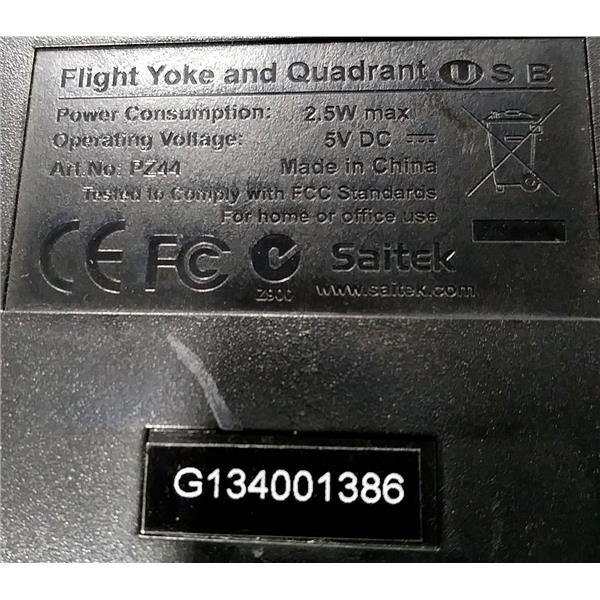 Flight Yoke and Quadrant USB
Power Consumption: 2.5W max
Operating Voltage: 5V DC
Art.No: PZ44 Made in China
Tested to Comply with FCC Standards
For home or office use
CE FC Saitek
Z900 www.saitek.com
G134001386